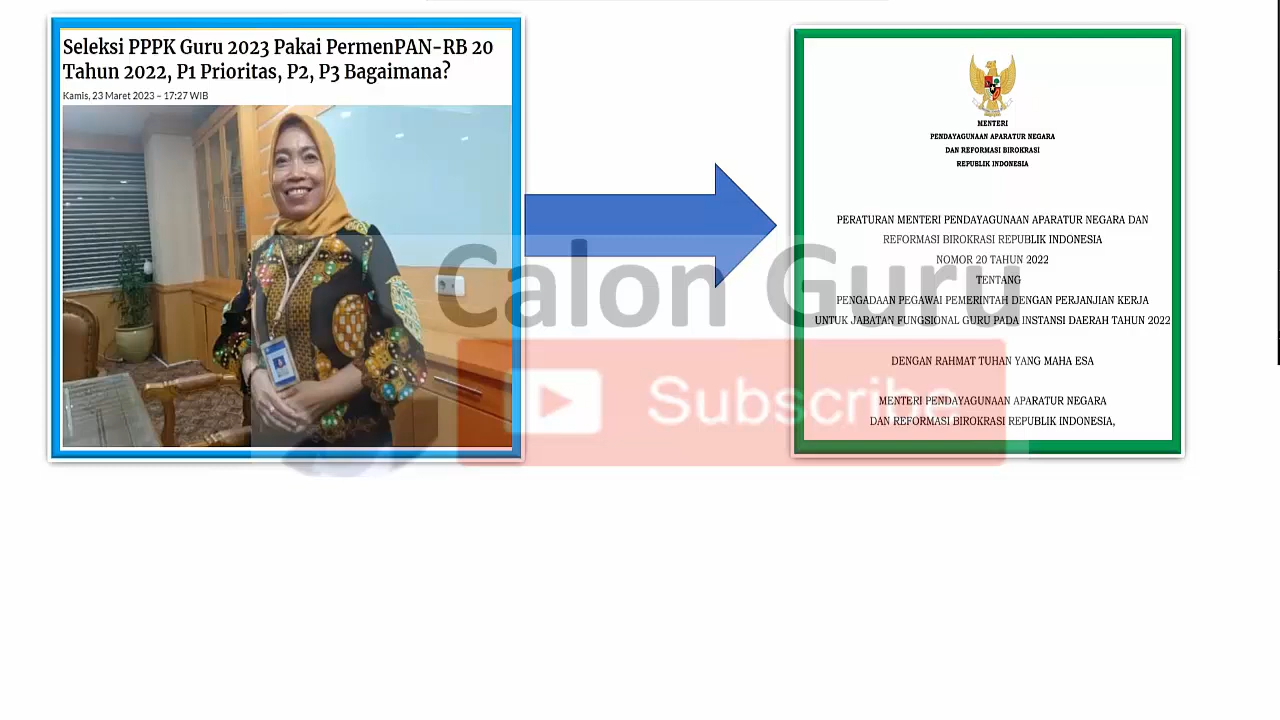 Seleksi PPPK Guru 2023 Pakai PermenPAN-RB 20
Tahun 2022, P1 Prioritas, P2, P3 Bagaimana?
Kamis, 23 Maret 2023 – 17:27 WIB
MENTERI
PENDAYAGUNAAN APARATUR NEGARA
DAN REFORMASI BIROKRASI
REPUBLIK INDONESIA
PERATURAN MENTERI PENDAYAGUNAAN APARATUR NEGARA DAN
REFORMASI BIROKRASI REPUBLIK INDONESIA
NOMOR 20 TAHUN 2022
TENTANG
PENGADAAN PEGAWAI PEMERINTAH DENGAN PERJANJIAN KERJA
UNTUK JABATAN FUNGSIONAL GURU PADA INSTANSI DAERAH TAHUN 2022
DENGAN RAHMAT TUHAN YANG MAHA ESA
MENTERI PENDAYAGUNAAN APARATUR NEGARA
DAN REFORMASI BIROKRASI REPUBLIK INDONESIA,
Calon Guru
Subscribe